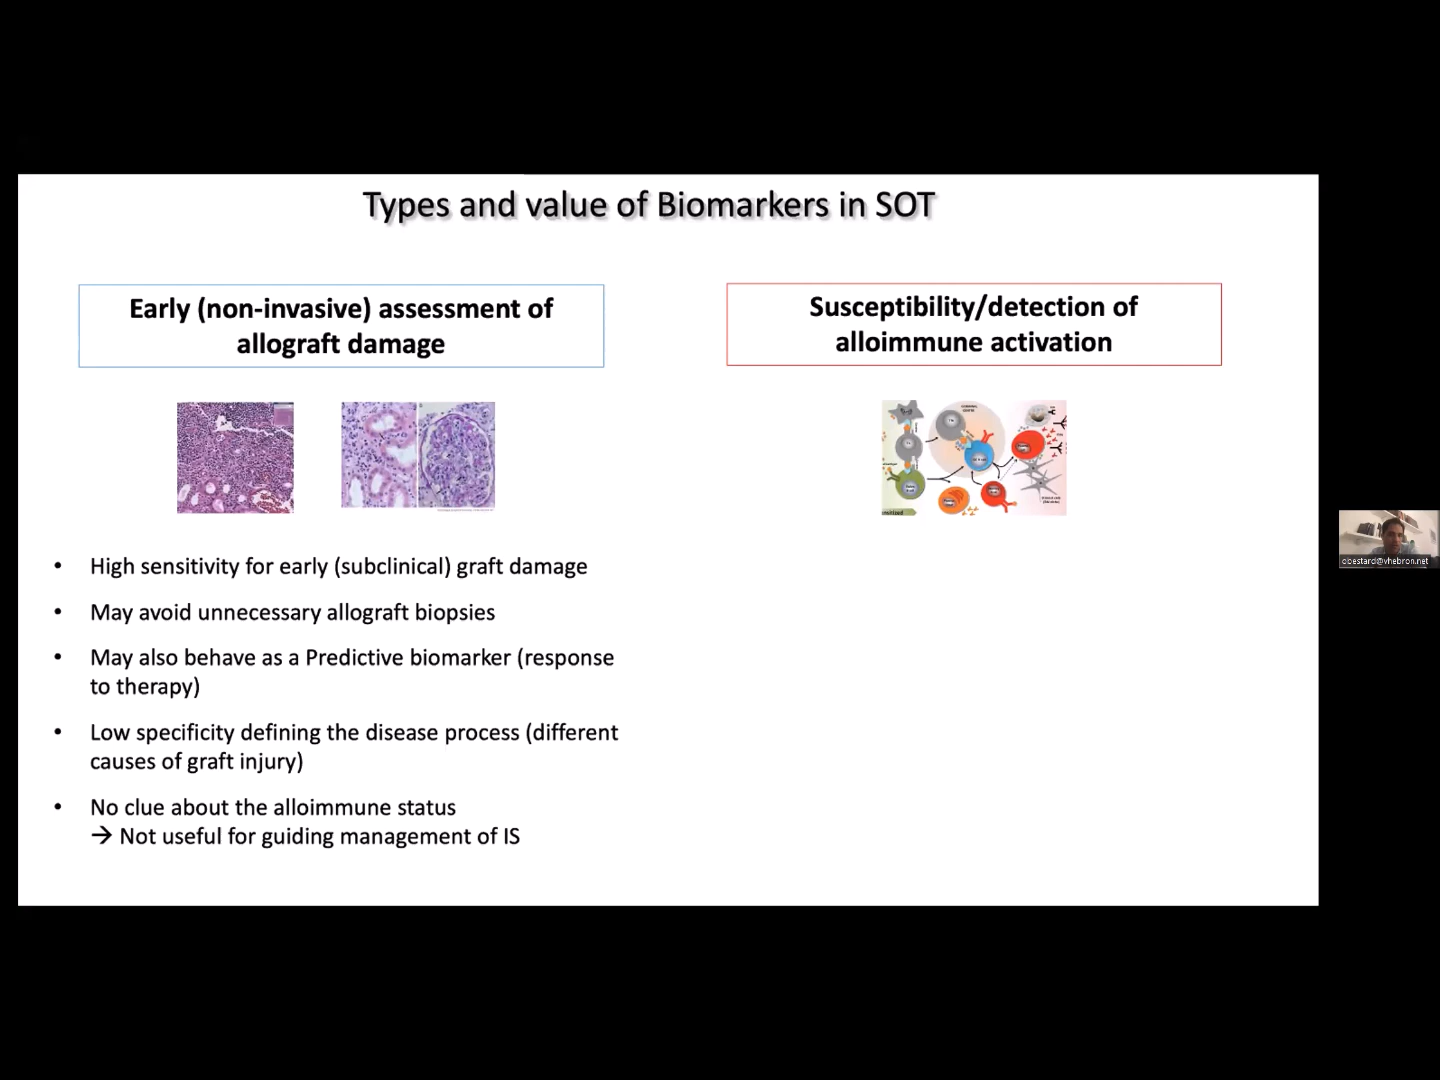 Types and value of Biomarkers in SOT
Early (non-invasive) assessment of
allograft damage
Susceptibility/detection of
alloimmune activation
• High sensitivity for early (subclinical) graft damage
• May avoid unnecessary allograft biopsies
• May also behave as a Predictive biomarker (response
to therapy)
• Low specificity defining the disease process (different
causes of graft injury)
• No clue about the alloimmune status
→ Not useful for guiding management of IS
obestard@vhebron.net